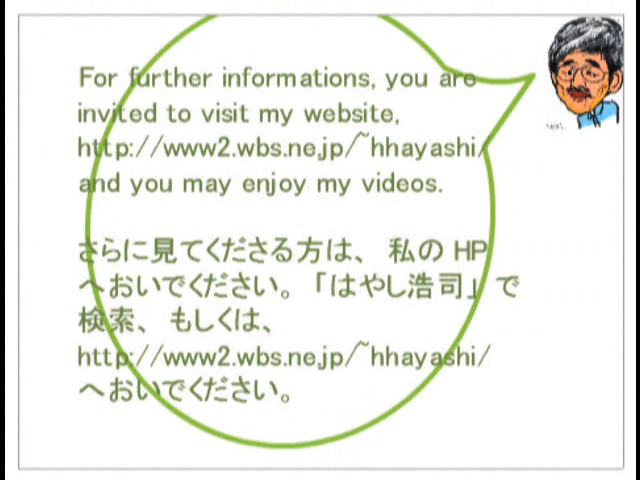 For further informations, you are
invited to visit my website,
http://www2.wbs.ne.jp/~hhayashi/
and you may enjoy my videos.
さらに見てくださる方は、 私の HP
へおいでください。「はやし浩司」で
検索、もしくは、
http://www2.wbs.ne.jp/~hhayashi/
へおいでください。